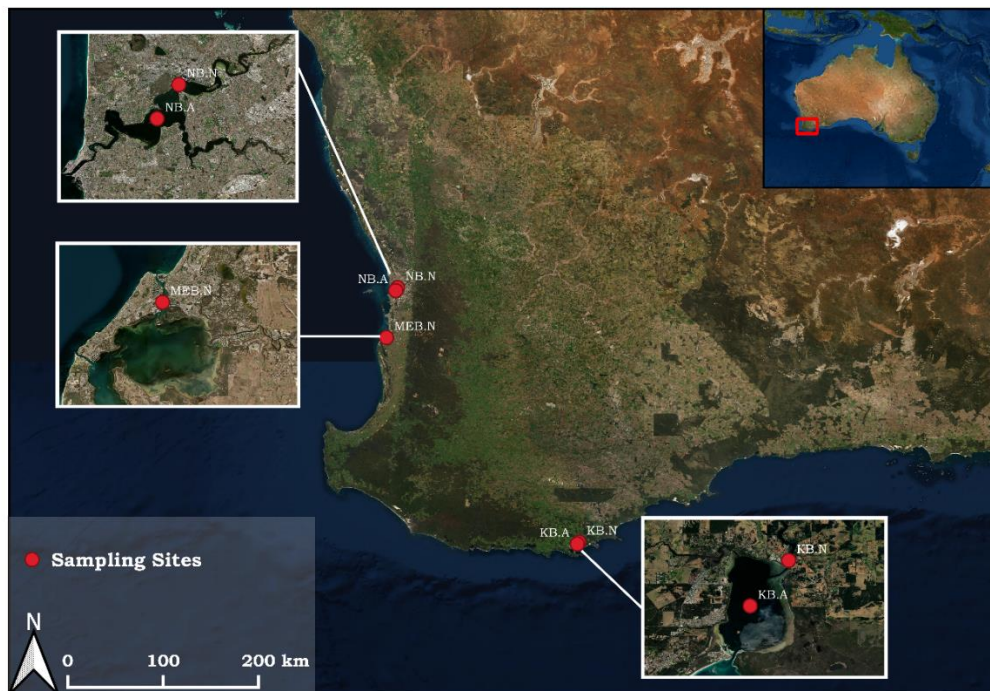 NB.N
NB.A
MEB.N
NB.A
NB.N
MEB.N
KB.A
KB.N
KB.N
KB.A
Sampling Sites
N
0
100
200 km